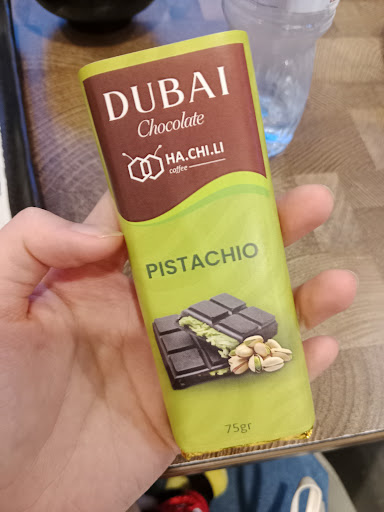 DUBAI
Chocolate
HA.CHI.LI
coffee
PISTACHIO
75gr